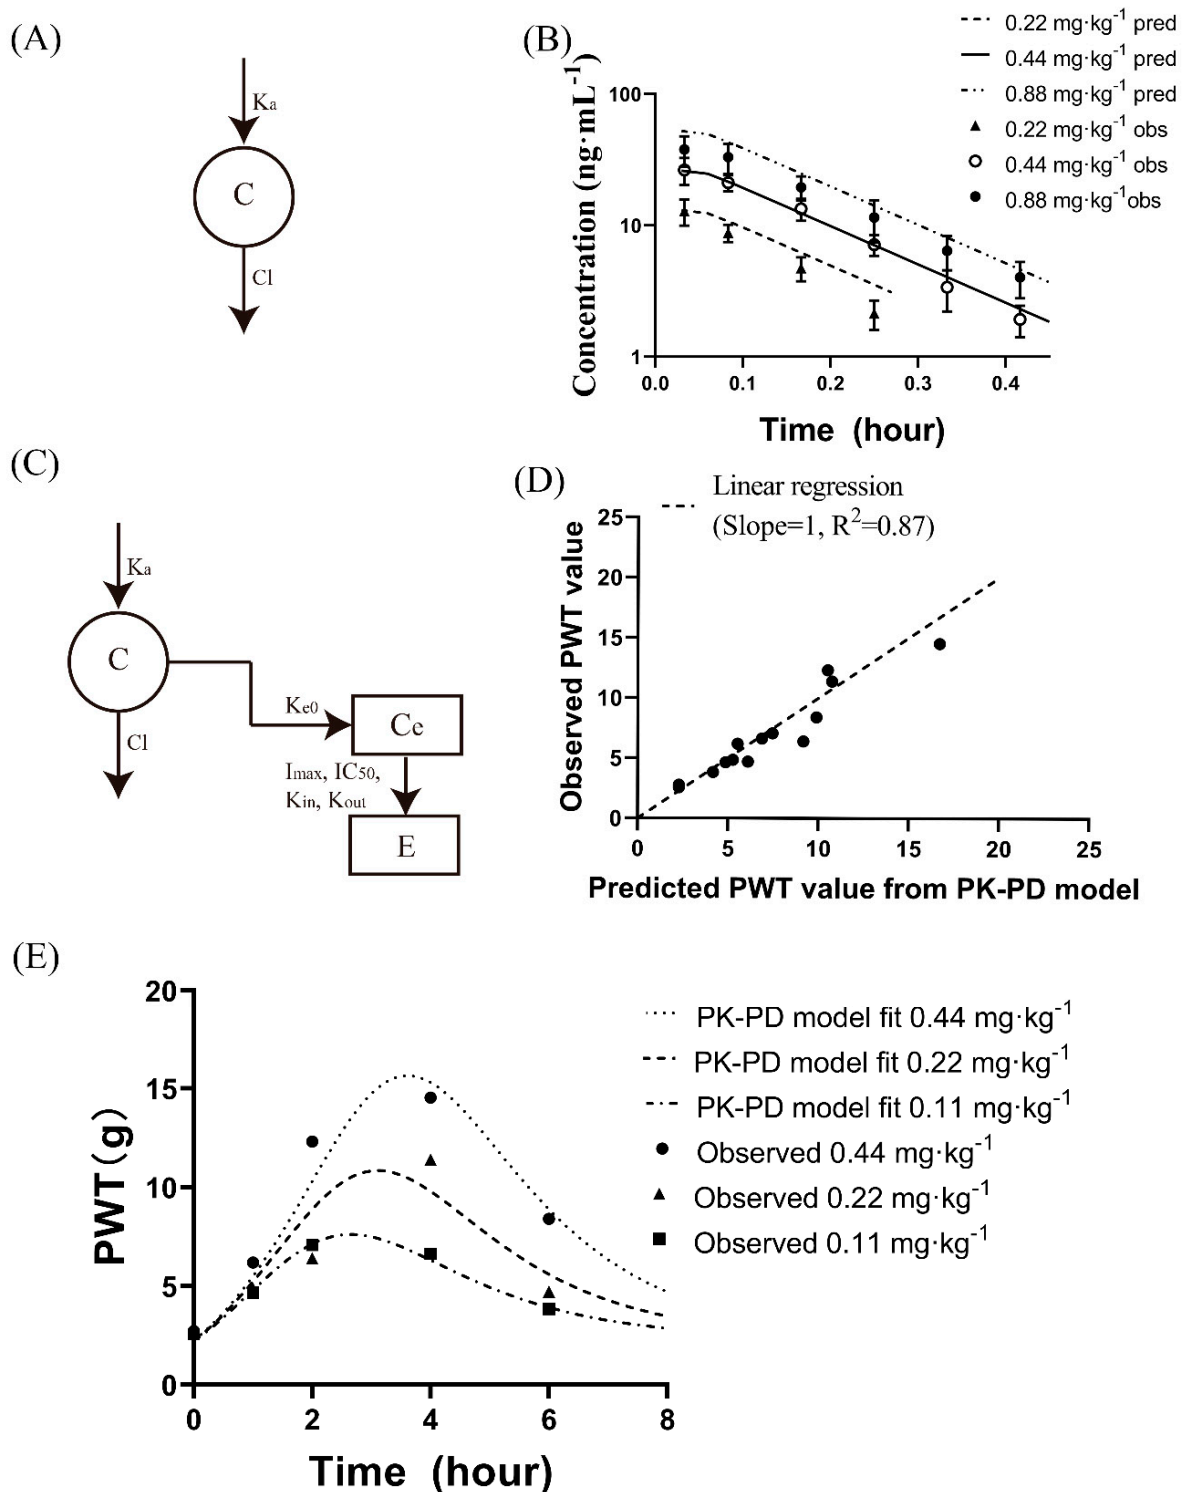 (A)
Ka
C
Cl
(B)
0.22 mg·kg⁻¹ pred
0.44 mg·kg⁻¹ pred
0.88 mg·kg⁻¹ pred
0.22 mg·kg⁻¹ obs
0.44 mg·kg⁻¹ obs
0.88 mg·kg⁻¹obs
Concentration (ng·mL⁻¹)
100
10
1
0.0 0.1 0.2 0.3 0.4
Time (hour)
(C)
Ka
C
Cl
Ke0
Ce
Imax, IC50,
Kin, Kout
E
(D)
Linear regression
(Slope=1, R²=0.87)
Observed PWT value
25
20
15
10
5
0
0 5 10 15 20 25
Predicted PWT value from PK-PD model
(E)
PWT(g)
20
15
10
5
0
0 2 4 6 8
Time (hour)
PK-PD model fit 0.44 mg·kg⁻¹
PK-PD model fit 0.22 mg·kg⁻¹
PK-PD model fit 0.11 mg·kg⁻¹
Observed 0.44 mg·kg⁻¹
Observed 0.22 mg·kg⁻¹
Observed 0.11 mg·kg⁻¹